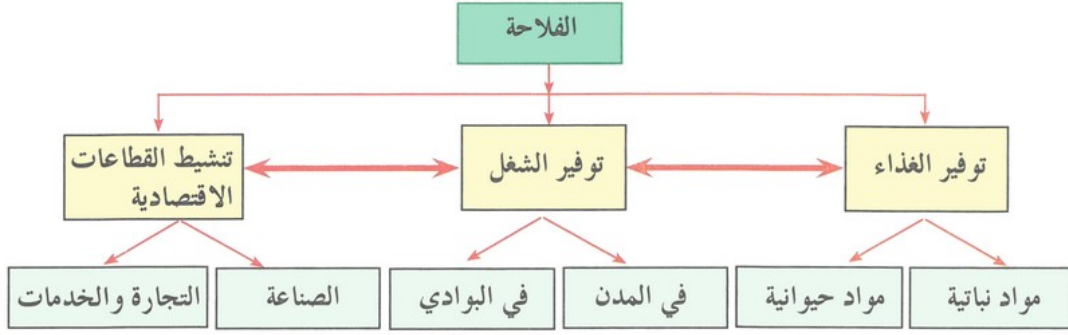 الفلاحة
توفير الغذاء
توفير الشغل
تنشيط القطاعات
الاقتصادية
مواد نباتية
مواد حيوانية
في المدن
في البوادي
الصناعة
التجارة والخدمات